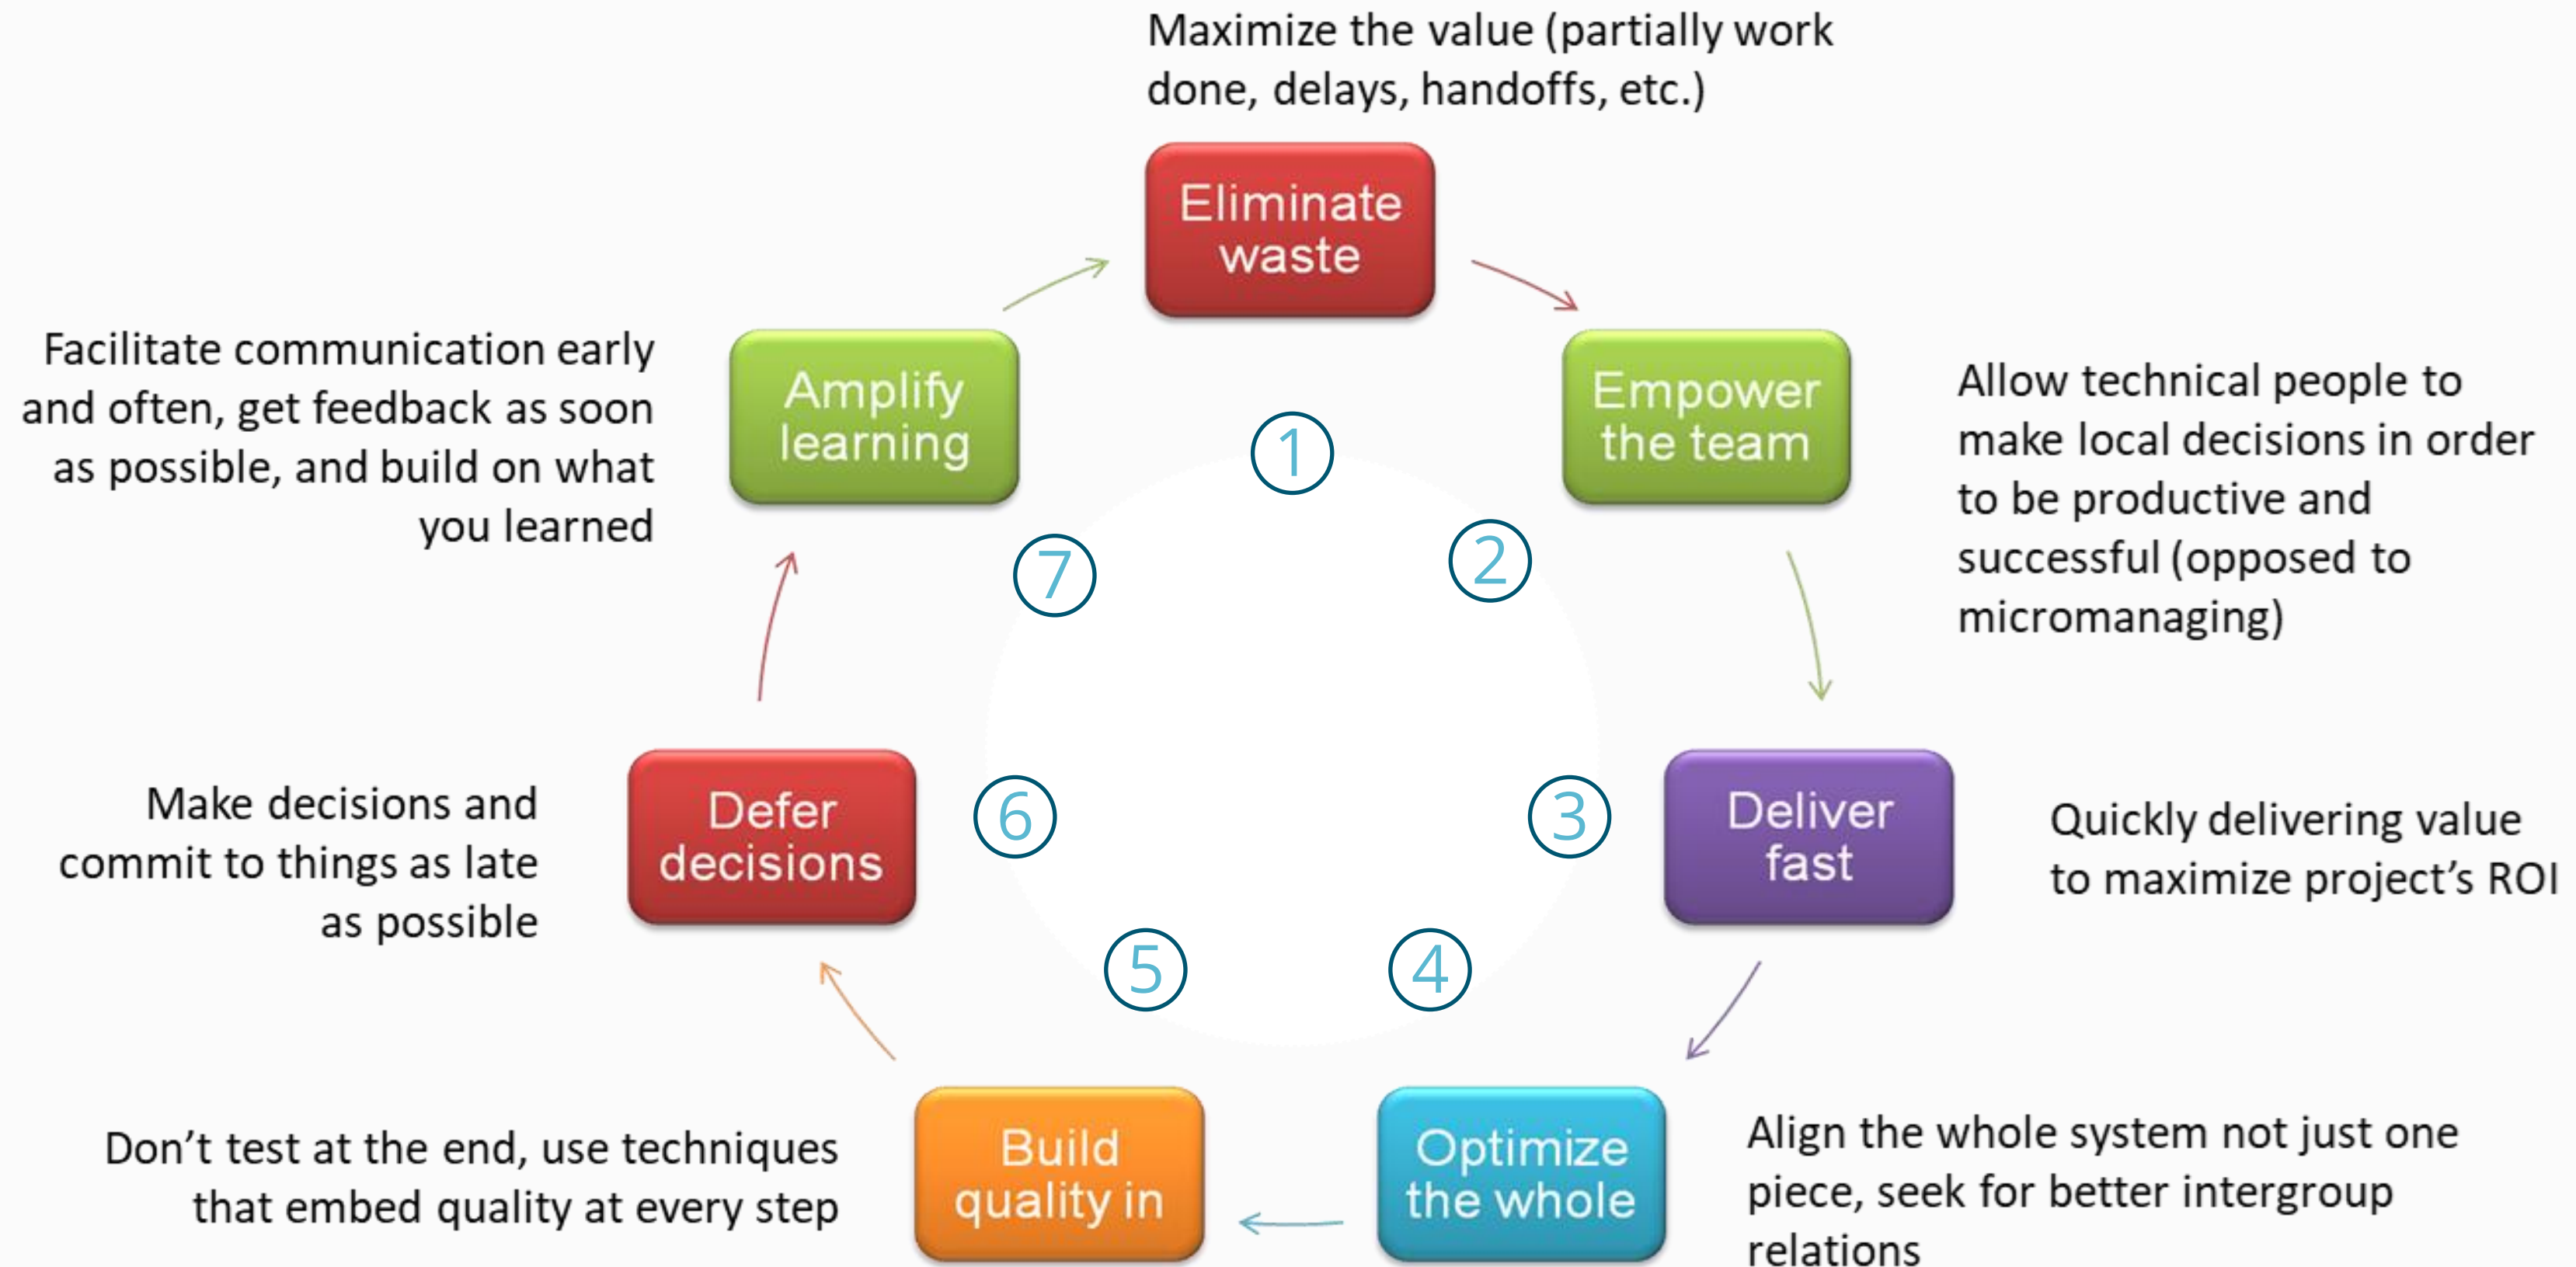 Maximize the value (partially work
done, delays, handoffs, etc.)
Eliminate
waste
1
Empower
the team
2
Allow technical people to
make local decisions in order
to be productive and
successful (opposed to
micromanaging)
Deliver
fast
3
Quickly delivering value
to maximize project’s ROI
Optimize
the whole
4
Align the whole system not just one
piece, seek for better intergroup
relations
Build
quality in
5
Don’t test at the end, use techniques
that embed quality at every step
Defer
decisions
6
Make decisions and
commit to things as late
as possible
Amplify
learning
7
Facilitate communication early
and often, get feedback as soon
as possible, and build on what
you learned